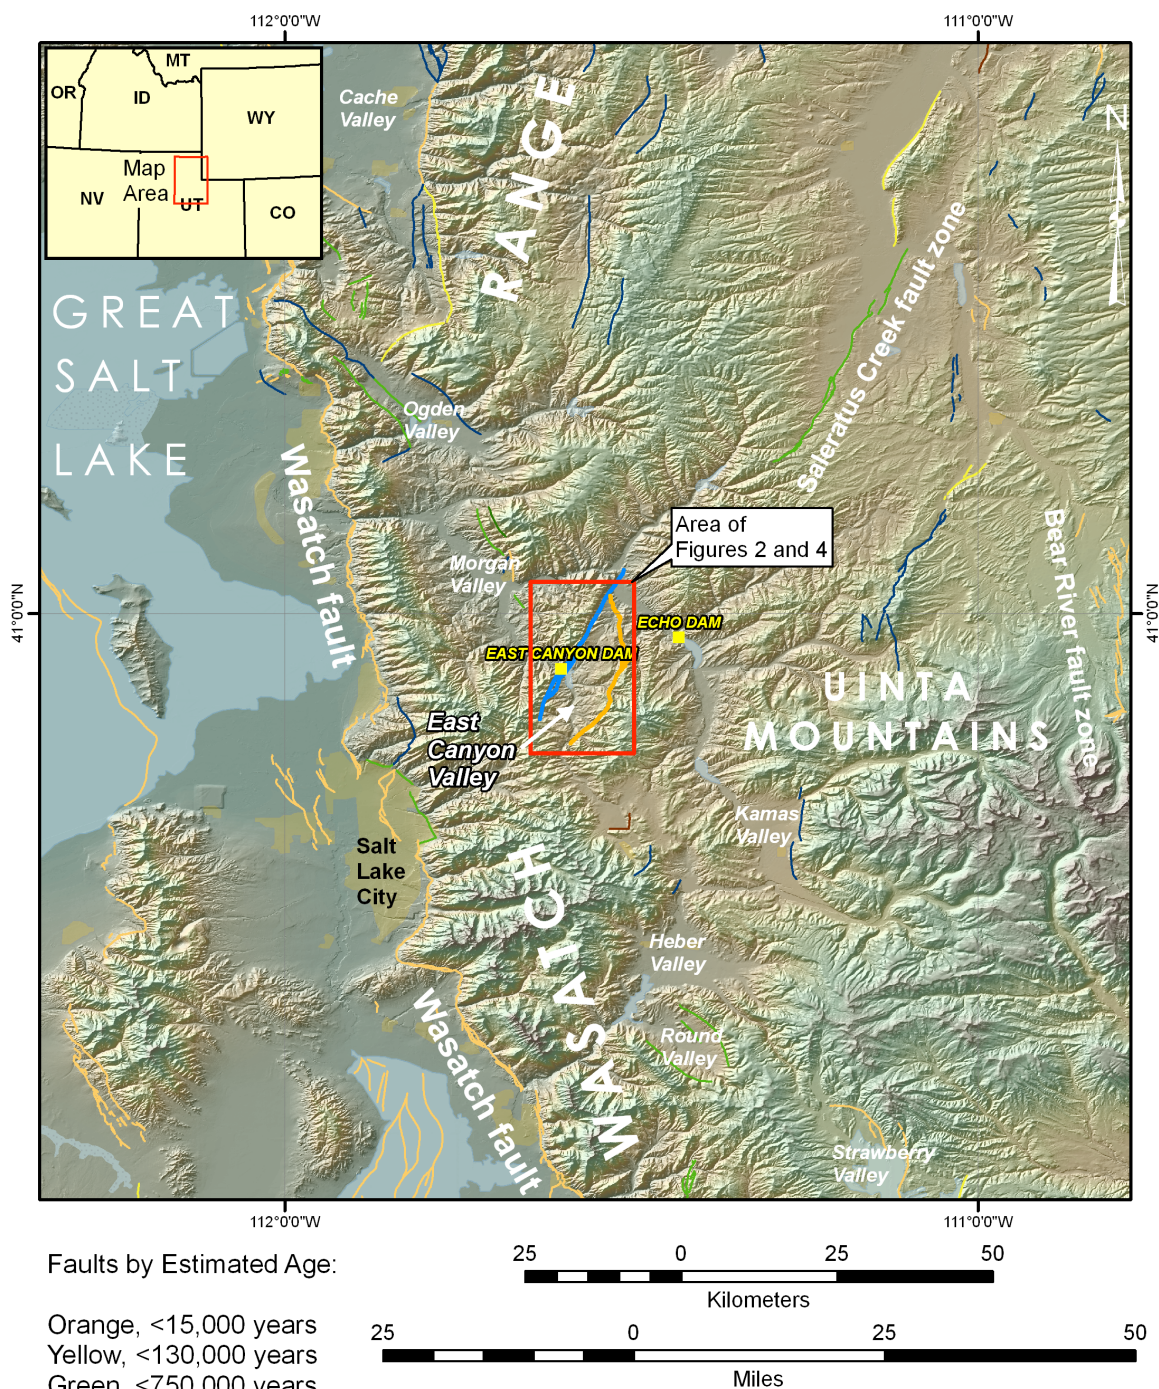 112°0'0"W
111°0'0"W
MT
OR
ID
WY
Map
Area
NV
UT
CO
Cache
Valley
RANGE
N
GREAT
SALT
LAKE
Saleratus Creek fault zone
Ogden
Valley
Wasatch fault
Area of
Figures 2 and 4
Bear River fault zone
Morgan
Valley
41°0'0"N
41°0'0"N
ECHO DAM
EAST CANYON DAM
UINTA
MOUNTAINS
East
Canyon
Valley
Kamas
Valley
Salt
Lake
City
WASATCH
Heber
Valley
Wasatch fault
Round
Valley
Strawberry
Valley
112°0'0"W
111°0'0"W
Faults by Estimated Age:
25 0 25 50
Kilometers
Orange, <15,000 years
Yellow, <130,000 years
Green, <750,000 years
25 0 25 50
Miles